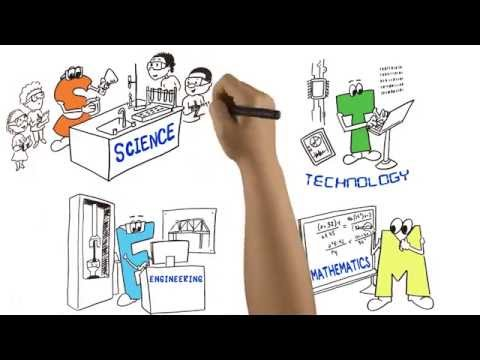 S
SCIENCE
T
TECHNOLOGY
E
ENGINEERING
M
MATHEMATICS